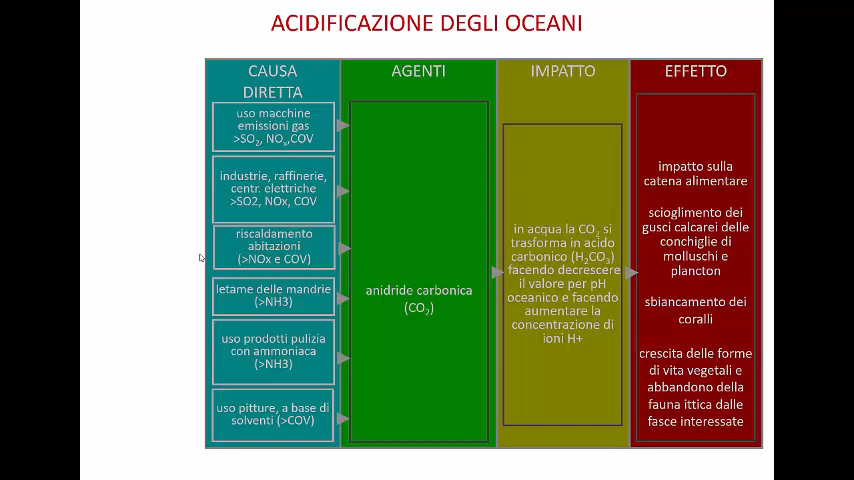 ACIDIFICAZIONE DEGLI OCEANI
CAUSA
DIRETTA
uso macchine
emissioni gas
>SO2, NOx,COV
industrie, raffinerie,
centr. elettriche
>SO2, NOx, COV
riscaldamento
abitazioni
(>NOx e COV)
letame delle mandrie
(>NH3)
uso prodotti pulizia
con ammoniaca
(>NH3)
uso pitture, a base di
solventi (>COV)
AGENTI
anidride carbonica
(CO2)
IMPATTO
in acqua la CO2 si
trasforma in acido
carbonico (H2CO3)
facendo decrescere
il valore per pH
oceanico e facendo
aumentare la
concentrazione di
ioni H+
EFFETTO
impatto sulla
catena alimentare
scioglimento dei
gusci calcarei delle
conchiglie di
molluschi e
plancton
sbiancamento dei
coralli
crescita delle forme
di vita vegetali e
abbandono della
fauna ittica dalle
fasce interessate